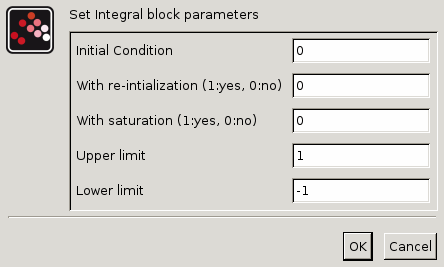 Set Integral block parameters
Initial Condition 0
With re-intialization (1:yes, 0:no) 0
With saturation (1:yes, 0:no) 0
Upper limit 1
Lower limit -1
OK Cancel